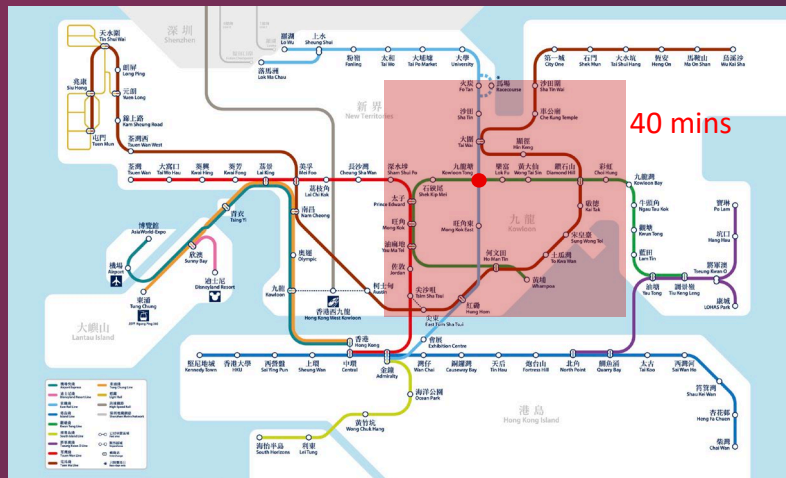 深圳
Shenzhen
羅湖
Lo Wu
上水
Sheung Shui
粉嶺
Fanling
太和
Tai Wo
大埔墟
Tai Po Market
大學
University
落馬洲
Lok Ma Chau
火炭
Fo Tan
馬場
Racecourse
沙田
Sha Tin
大圍
Tai Wai
第一城
City One
石門
Shek Mun
大水坑
Tai Shui Hang
恆安
Heng On
馬鞍山
Ma On Shan
烏溪沙
Wu Kai Sha
沙田圍
Sha Tin Wai
車公廟
Che Kung Temple
顯徑
Hin Keng
40 mins
新界
New Territories
天水圍
Tin Shui Wai
朗屏
Long Ping
兆康
Siu Hong
元朗
Yuen Long
錦上路
Kam Sheung Road
屯門
Tuen Mun
荃灣西
Tsuen Wan West
荃灣
Tsuen Wan
大窩口
Tai Wo Hau
葵興
Kwai Hing
葵芳
Kwai Fong
荔景
Lai King
美孚
Mei Foo
荔枝角
Lai Chi Kok
長沙灣
Cheung Sha Wan
深水埗
Sham Shui Po
九龍塘
Kowloon Tong
樂富
Lok Fu
黃大仙
Wong Tai Sin
鑽石山
Diamond Hill
彩虹
Choi Hung
九龍灣
Kowloon Bay
石硤尾
Shek Kip Mei
太子
Prince Edward
旺角
Mong Kok
旺角東
Mong Kok East
油麻地
Yau Ma Tei
佐敦
Jordan
九龍
Kowloon
啟德
Kai Tak
宋皇臺
Sung Wong Toi
土瓜灣
To Kwa Wan
何文田
Ho Man Tin
黃埔
Whampoa
紅磡
Hung Hom
尖沙咀
Tsim Sha Tsui
尖東
East Tsim Sha Tsui
柯士甸
Austin
牛頭角
Ngau Tau Kok
觀塘
Kwun Tong
藍田
Lam Tin
油塘
Yau Tong
調景嶺
Tiu Keng Leng
將軍澳
Tseung Kwan O
寶琳
Po Lam
坑口
Hang Hau
康城
LOHAS Park
南昌
Nam Cheong
奧運
Olympic
九龍
Kowloon
香港西九龍
Hong Kong West Kowloon
青衣
Tsing Yi
博覽館
AsiaWorld-Expo
機場
Airport
欣澳
Sunny Bay
迪士尼
Disneyland Resort
東涌
Tung Chung
大嶼山
Lantau Island
香港
Hong Kong
會展
Exhibition Centre
堅尼地城
Kennedy Town
香港大學
HKU
西營盤
Sai Ying Pun
上環
Sheung Wan
中環
Central
金鐘
Admiralty
灣仔
Wan Chai
銅鑼灣
Causeway Bay
天后
Tin Hau
炮台山
Fortress Hill
北角
North Point
鰂魚涌
Quarry Bay
太古
Tai Koo
西灣河
Sai Wan Ho
筲箕灣
Shau Kei Wan
杏花邨
Heng Fa Chuen
柴灣
Chai Wan
港島
Hong Kong Island
海洋公園
Ocean Park
黃竹坑
Wong Chuk Hang
利東
Lei Tung
海怡半島
South Horizons